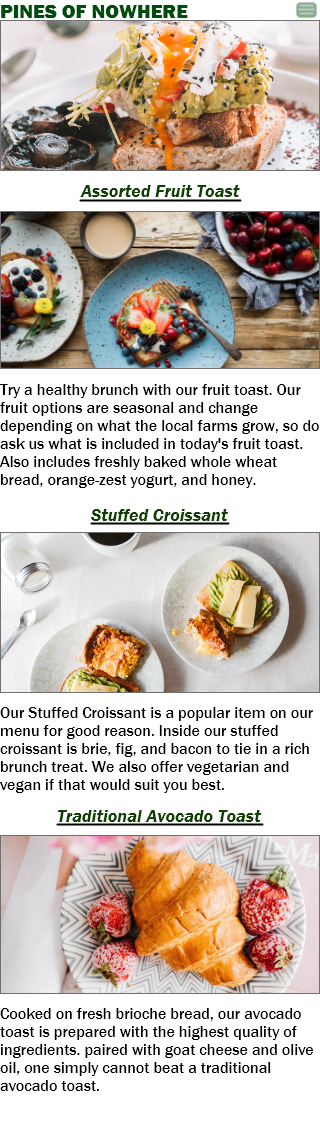 PINES OF NOWHERE
Assorted Fruit Toast
Try a healthy brunch with our fruit toast. Our
fruit options are seasonal and change
depending on what the local farms grow, so do
ask us what is included in today's fruit toast.
Also includes freshly baked whole wheat
bread, orange-zest yogurt, and honey.
Stuffed Croissant
Our Stuffed Croissant is a popular item on our
menu for good reason. Inside our stuffed
croissant is brie, fig, and bacon to tie in a rich
brunch treat. We also offer vegetarian and
vegan if that would suit you best.
Traditional Avocado Toast
Ma
Cooked on fresh brioche bread, our avocado
toast is prepared with the highest quality of
ingredients. paired with goat cheese and olive
oil, one simply cannot beat a traditional
avocado toast.